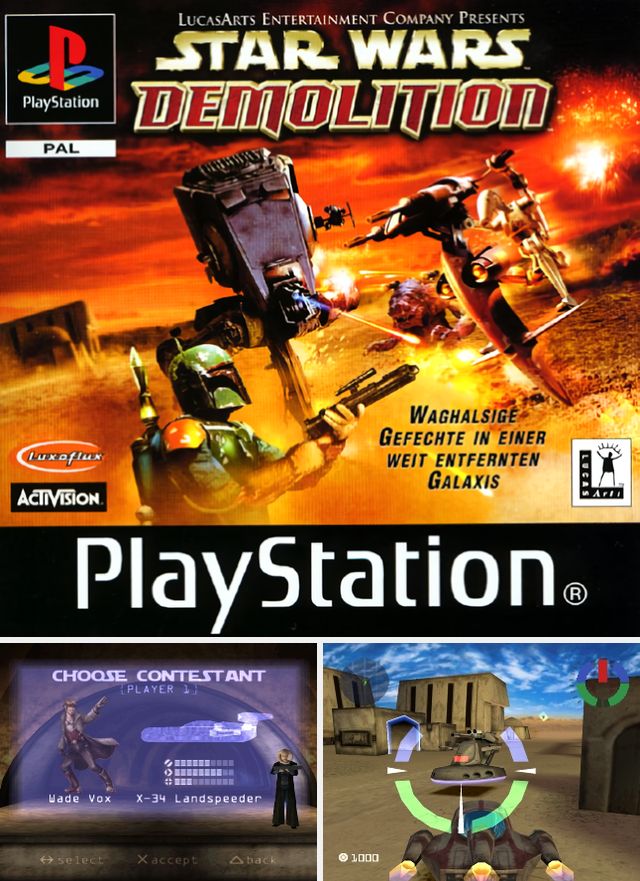 LucasArts Entertainment Company Presents
STAR WARS
DEMOLITION
PlayStation
PAL
Waghalsige
Gefechte in einer
weit entfernten
Galaxis
Luxoflux
ACTIVISION
LUCAS
Arts
PlayStation®
CHOOSE CONTESTANT
[PLAYER 1]
Wade Vox X-34 Landspeeder
select accept back
1000